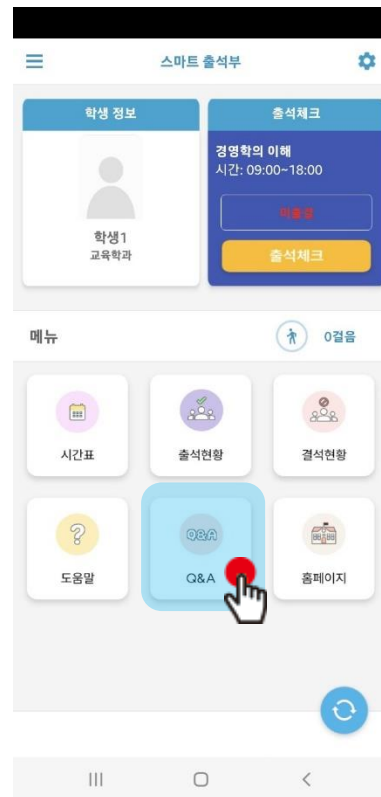 스마트 출석부
학생 정보
출석체크
경영학의 이해
시간: 09:00~18:00
학생1
교육학과
출석체크
메뉴
0걸음
시간표
출석현황
결석현황
Q&A
도움말
Q&A
홈페이지